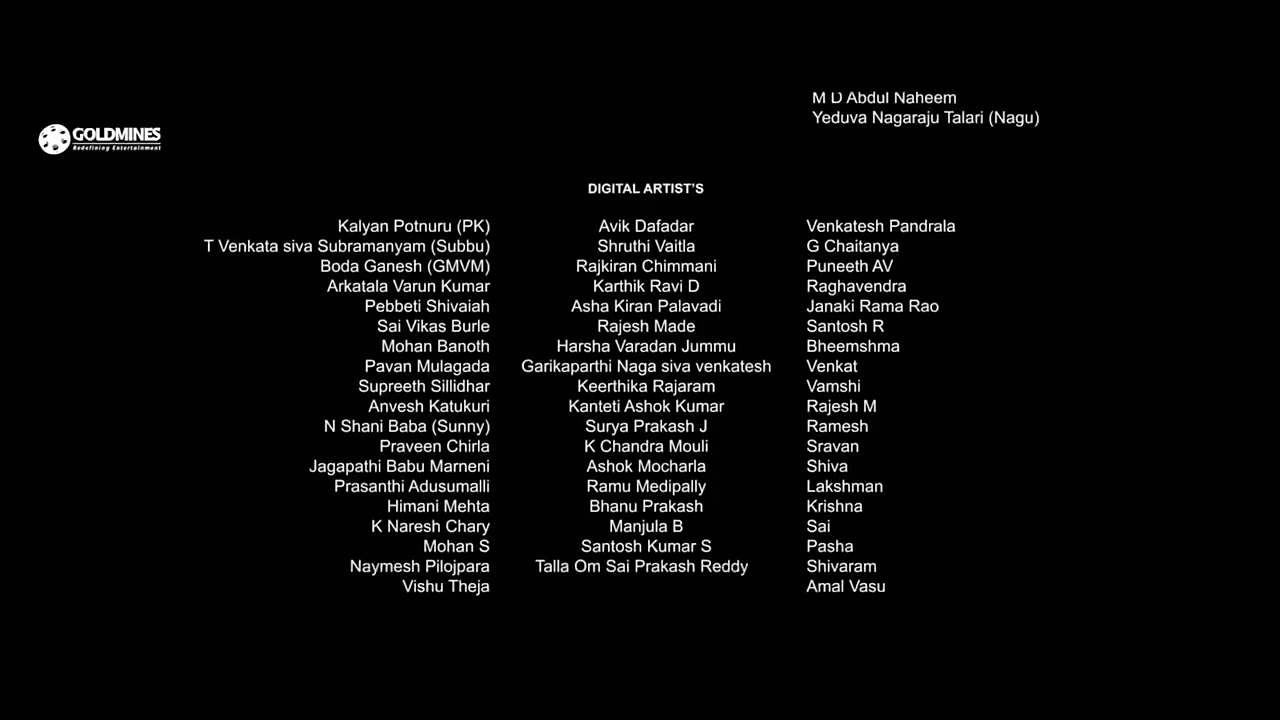 M D Abdul Naheem
Yeduva Nagaraju Talari (Nagu)
GOLDMINES
Redefining Entertainment
DIGITAL ARTIST'S
Kalyan Potnuru (PK) Avik Dafadar Venkatesh Pandrala
T Venkata siva Subramanyam (Subbu) Shruthi Vaitla G Chaitanya
Boda Ganesh (GMVM) Rajkiran Chimmani Puneeth AV
Arkatala Varun Kumar Karthik Ravi D Raghavendra
Pebbeti Shivaiah Asha Kiran Palavadi Janaki Rama Rao
Sai Vikas Burle Rajesh Made Santosh R
Mohan Banoth Harsha Varadan Jummu Bheemshma
Pavan Mulagada Garikaparthi Naga siva venkatesh Venkat
Supreeth Sillidhar Keerthika Rajaram Vamshi
Anvesh Katukuri Kanteti Ashok Kumar Rajesh M
N Shani Baba (Sunny) Surya Prakash J Ramesh
Praveen Chirla K Chandra Mouli Sravan
Jagapathi Babu Marneni Ashok Mocharla Shiva
Prasanthi Adusumalli Ramu Medipally Lakshman
Himani Mehta Bhanu Prakash Krishna
K Naresh Chary Manjula B Sai
Mohan S Santosh Kumar S Pasha
Naymesh Pilojpara Talla Om Sai Prakash Reddy Shivaram
Vishu Theja Amal Vasu